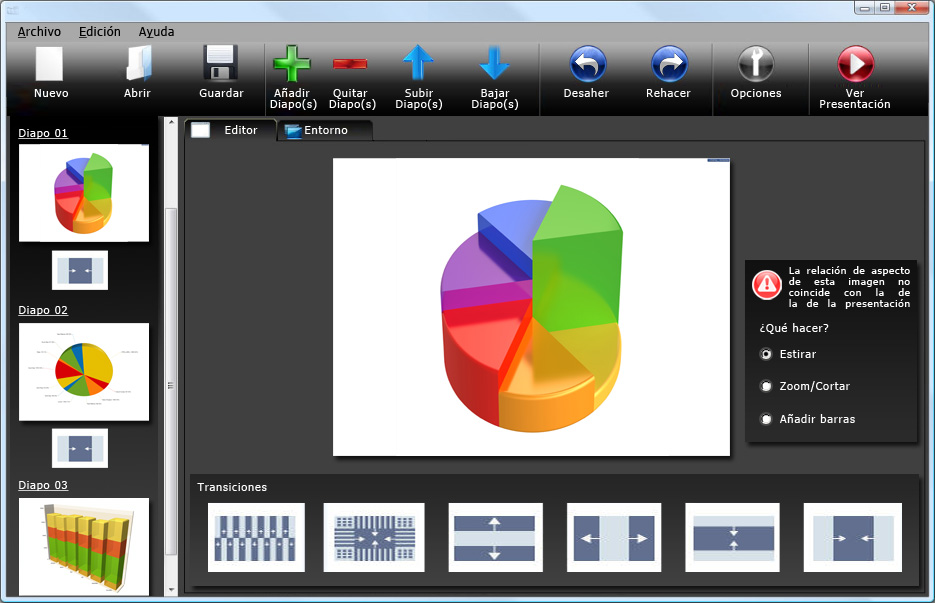 Archivo Edición Ayuda
Nuevo
Abrir
Guardar
Añadir
Diapo(s)
Quitar
Diapo(s)
Subir
Diapo(s)
Bajar
Diapo(s)
Desaher
Rehacer
Opciones
Ver
Presentación
Diapo 01
Diapo 02
Diapo 03
Editor
Entorno
La relación de aspecto
de esta imagen no
coincide con la de
la de la presentación
¿Qué hacer?
Estirar
Zoom/Cortar
Añadir barras
Transiciones